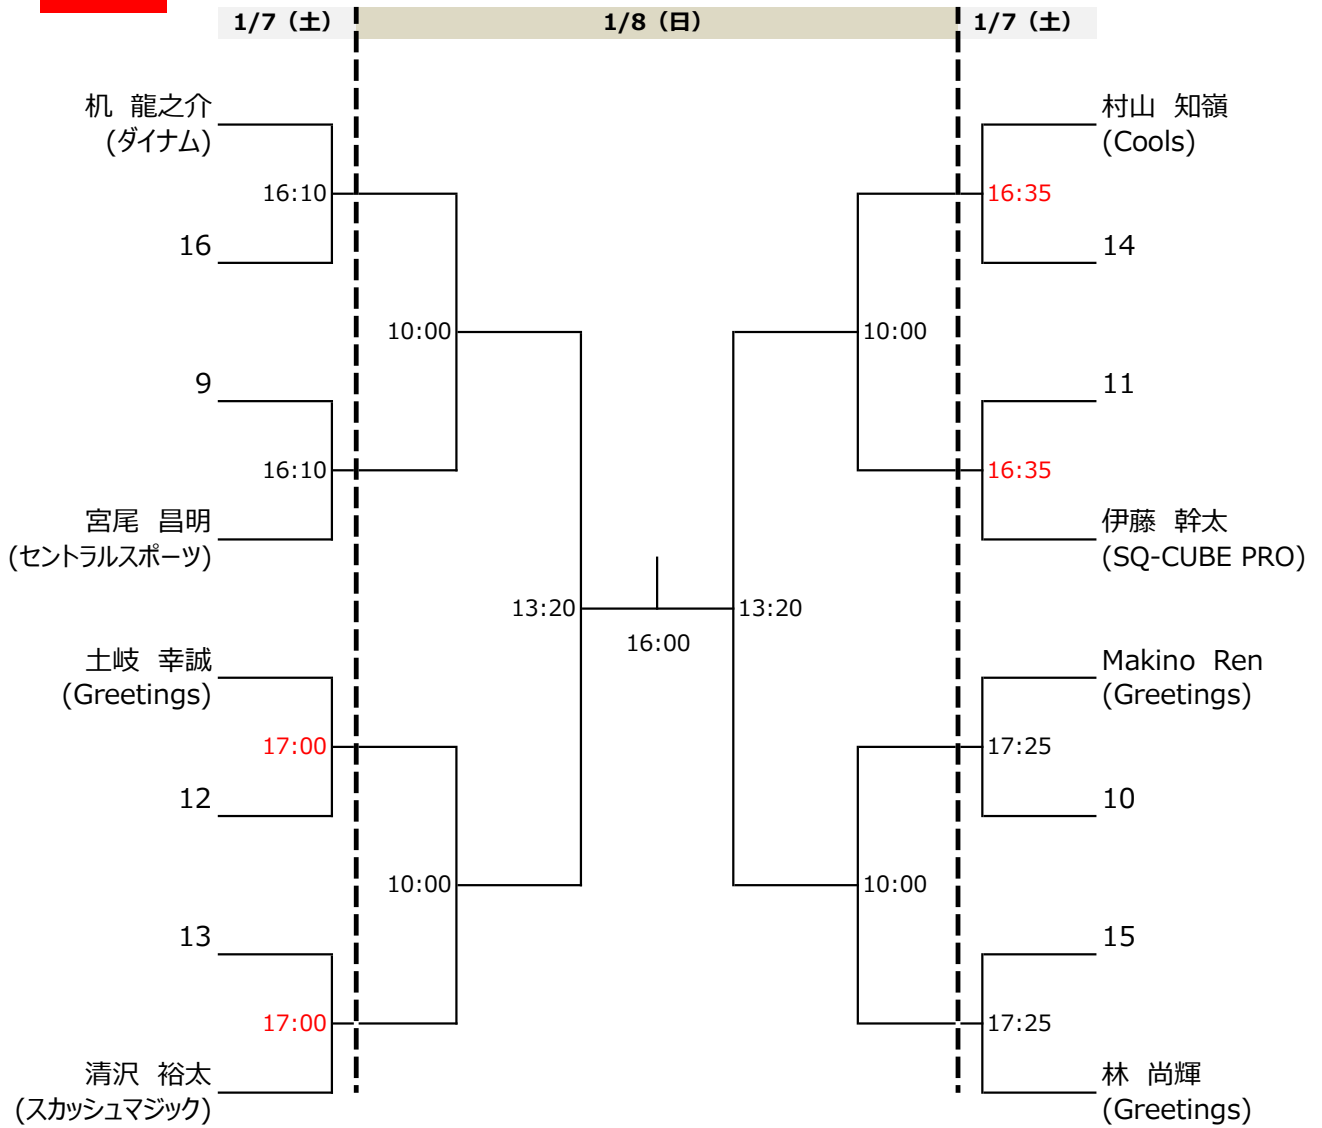 1/7（土）
1/8（日）
1/7（土）
机　龍之介
(ダイナム)
16:10
16
10:00
9
16:10
宮尾　昌明
(セントラルスポーツ)
13:20
土岐　幸誠
(Greetings)
17:00
12
10:00
13
17:00
清沢　裕太
(スカッシュマジック)
16:00
村山　知嶺
(Cools)
16:35
14
10:00
11
16:35
伊藤　幹太
(SQ-CUBE PRO)
13:20
Makino Ren
(Greetings)
17:25
10
10:00
15
17:25
林　尚輝
(Greetings)